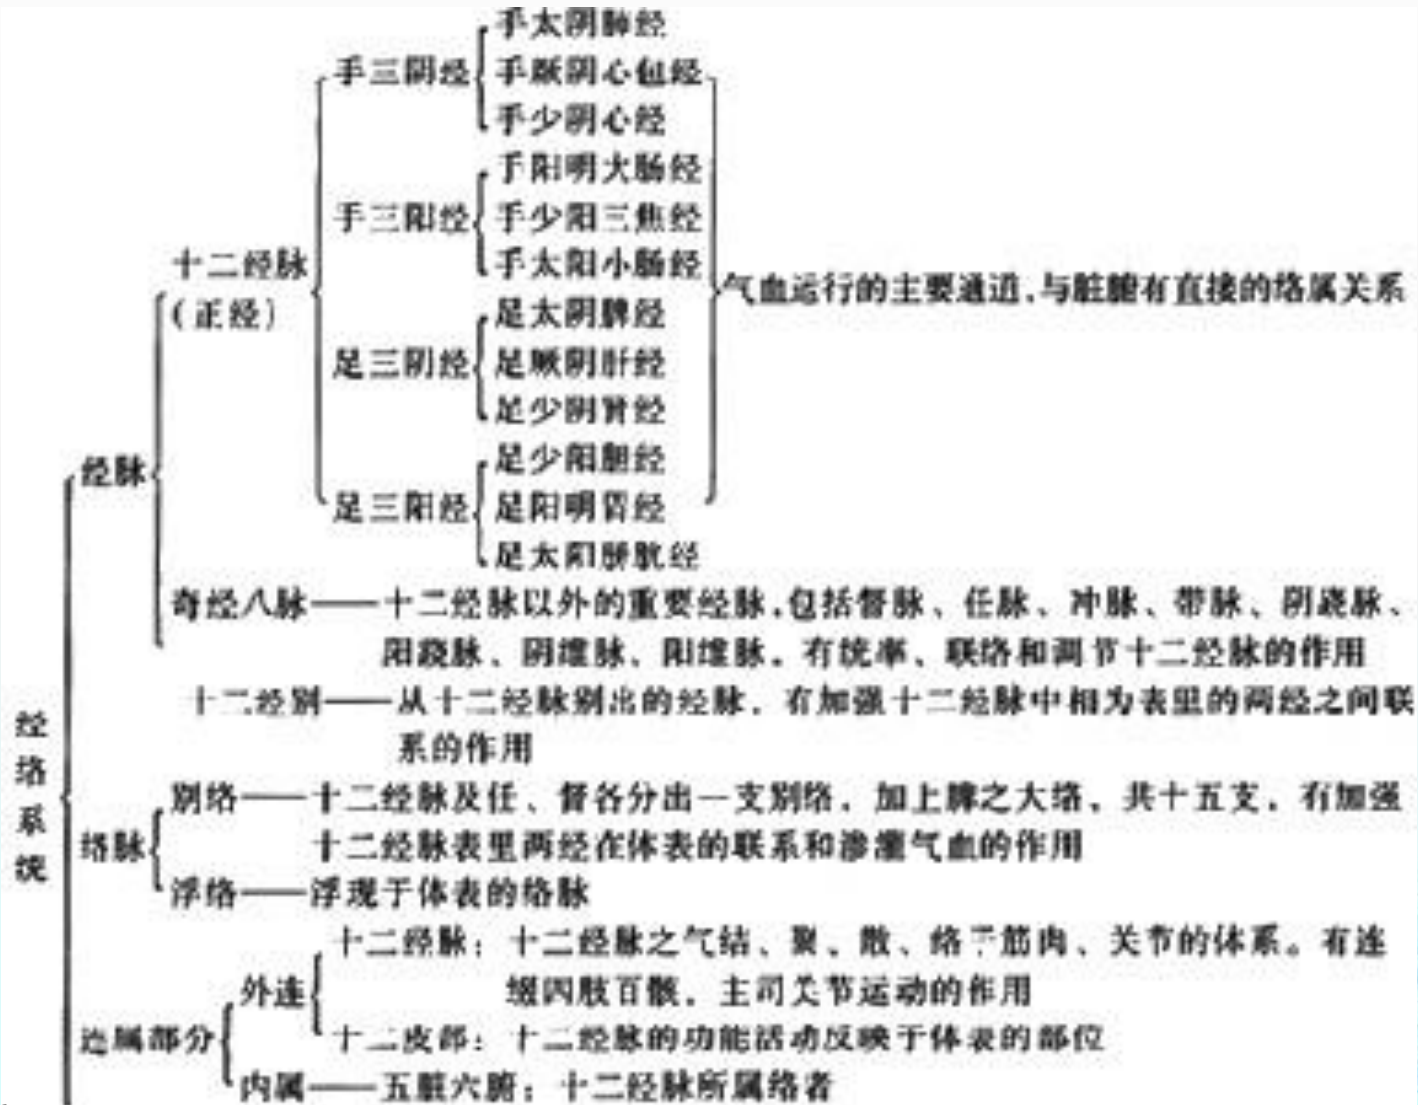 手太阴肺经
手三阴经
手厥阴心包经
手少阴心经
手阳明大肠经
手三阳经
手少阳三焦经
手太阳小肠经
十二经脉
(正经)
气血运行的主要通道,与脏腑有直接的络属关系
足太阴脾经
足三阴经
足厥阴肝经
足少阴肾经
经脉
足少阳胆经
足三阳经
足阳明胃经
足太阳膀胱经
奇经八脉——十二经脉以外的重要经脉,包括督脉、任脉、冲脉、带脉、阴跷脉、
阳跷脉、阴维脉、阳维脉。有统率、联络和调节十二经脉的作用
十二经别——从十二经脉别出的经脉,有加强十二经脉中相为表里的两经之间联
系的作用
经络系统
别络——十二经脉及任、督各分出一支别络,加上脾之大络,共十五支,有加强
十二经脉表里两经在体表的联系和渗灌气血的作用
络脉
浮络——浮现于体表的络脉
十二经脉:十二经脉之气结、聚、散、络于筋肉、关节的体系。有连
外连
缀四肢百骸,主司关节运动的作用
连属部分
十二皮部:十二经脉的功能活动反映于体表的部位
内属——五脏六腑:十二经脉所属络者